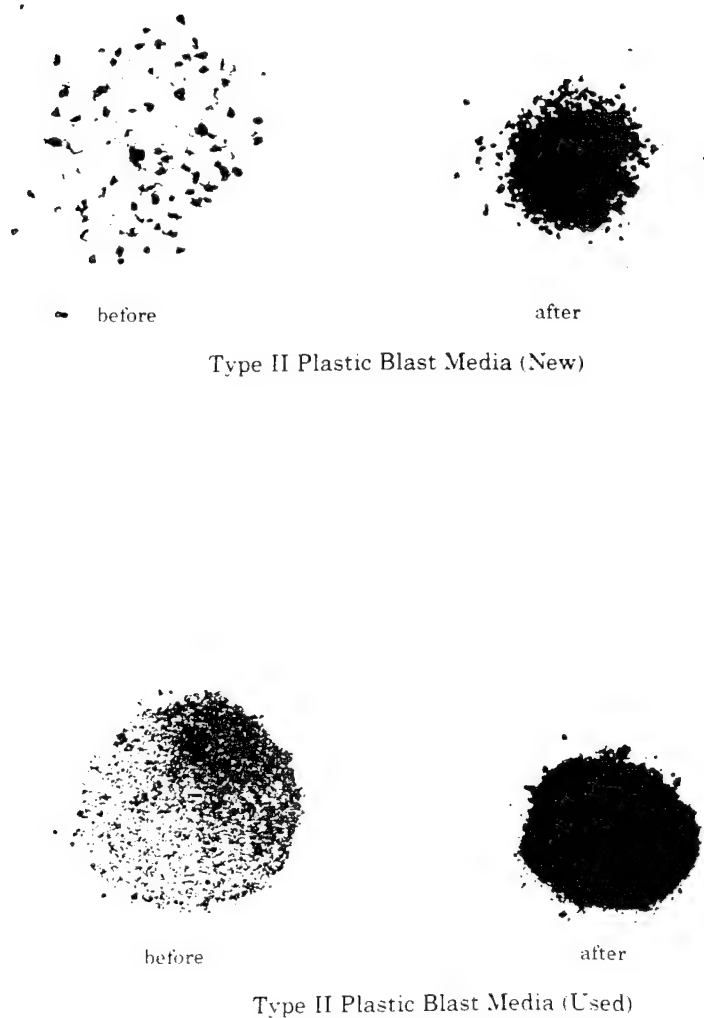 before
after
Type II Plastic Blast Media (New)
before
after
Type II Plastic Blast Media (Used)